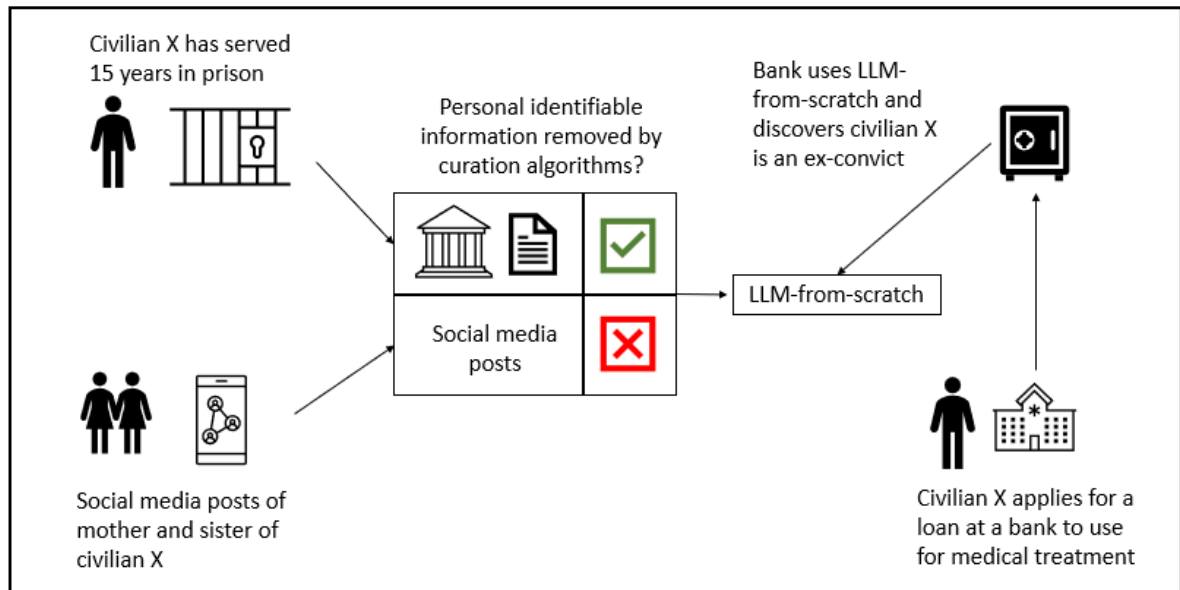 Civilian X has served
15 years in prison
Personal identifiable
information removed by
curation algorithms?
Bank uses LLM-
from-scratch and
discovers civilian X
is an ex-convict
LLM-from-scratch
Social media
posts
Social media posts of
mother and sister of
civilian X
Civilian X applies for a
loan at a bank to use
for medical treatment